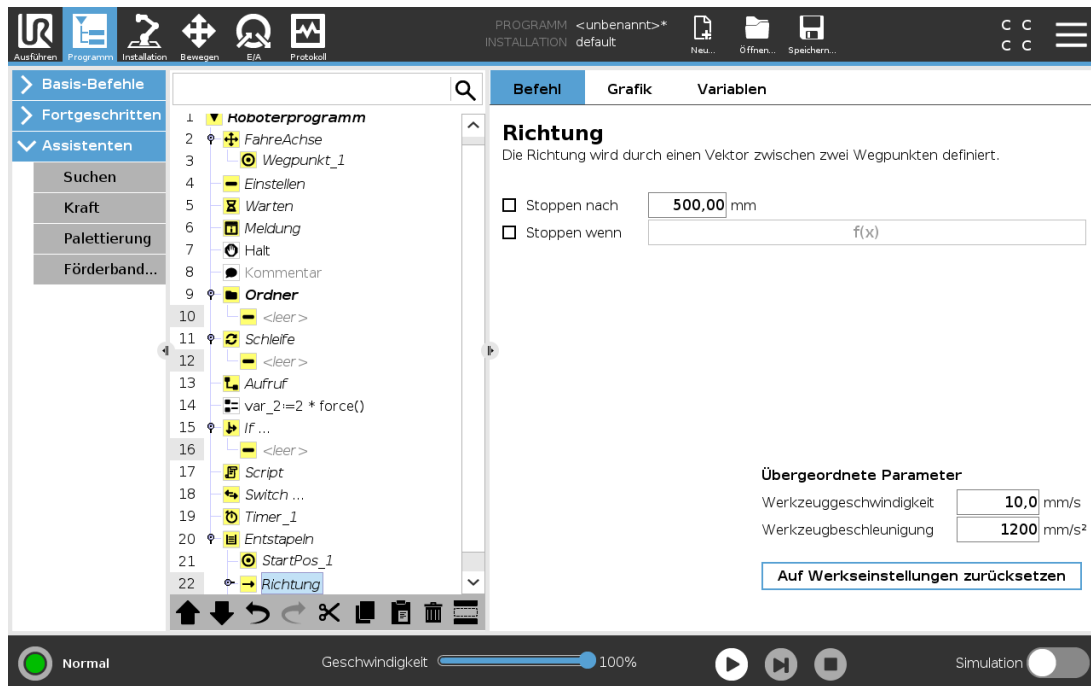 PROGRAMM <unbenannt>*
INSTALLATION default
UR
Ausführen
Programm
Installation
Bewegen
E/A
Protokoll
Neu...
Öffnen...
Speichern...
C C
C C
Basis-Befehle
Fortgeschritten
Assistenten
Suchen
Kraft
Palettierung
Förderband...
1 Roboterprogramm
2 FahreAchse
3 Wegpunkt_1
4 Einstellen
5 Warten
6 Meldung
7 Halt
8 Kommentar
9 Ordner
10 <leer>
11 Schleife
12 <leer>
13 Aufruf
14 var_2:=2 * force()
15 If ...
16 <leer>
17 Script
18 Switch ...
19 Timer_1
20 Entstapeln
21 StartPos_1
22 Richtung
Befehl
Grafik
Variablen
Richtung
Die Richtung wird durch einen Vektor zwischen zwei Wegpunkten definiert.
Stoppen nach 500,00 mm
Stoppen wenn f(x)
Übergeordnete Parameter
Werkzeuggeschwindigkeit 10,0 mm/s
Werkzeugbeschleunigung 1200 mm/s²
Auf Werkseinstellungen zurücksetzen
Normal
Geschwindigkeit 100%
Simulation